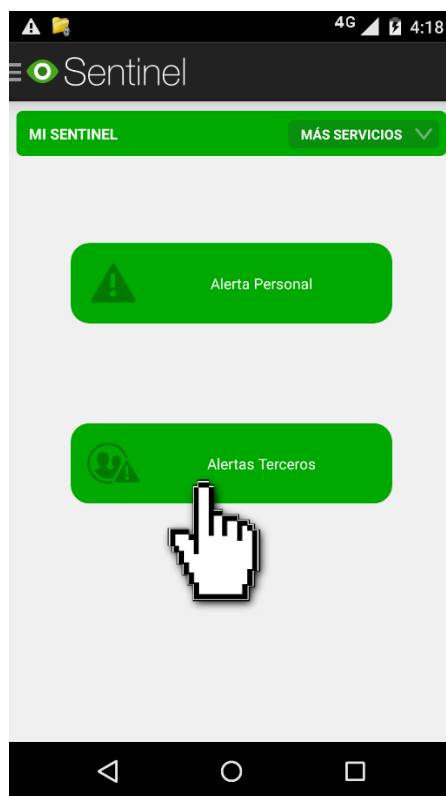 4G 4:18
Sentinel
MI SENTINEL MÁS SERVICIOS
Alerta Personal
Alertas Terceros